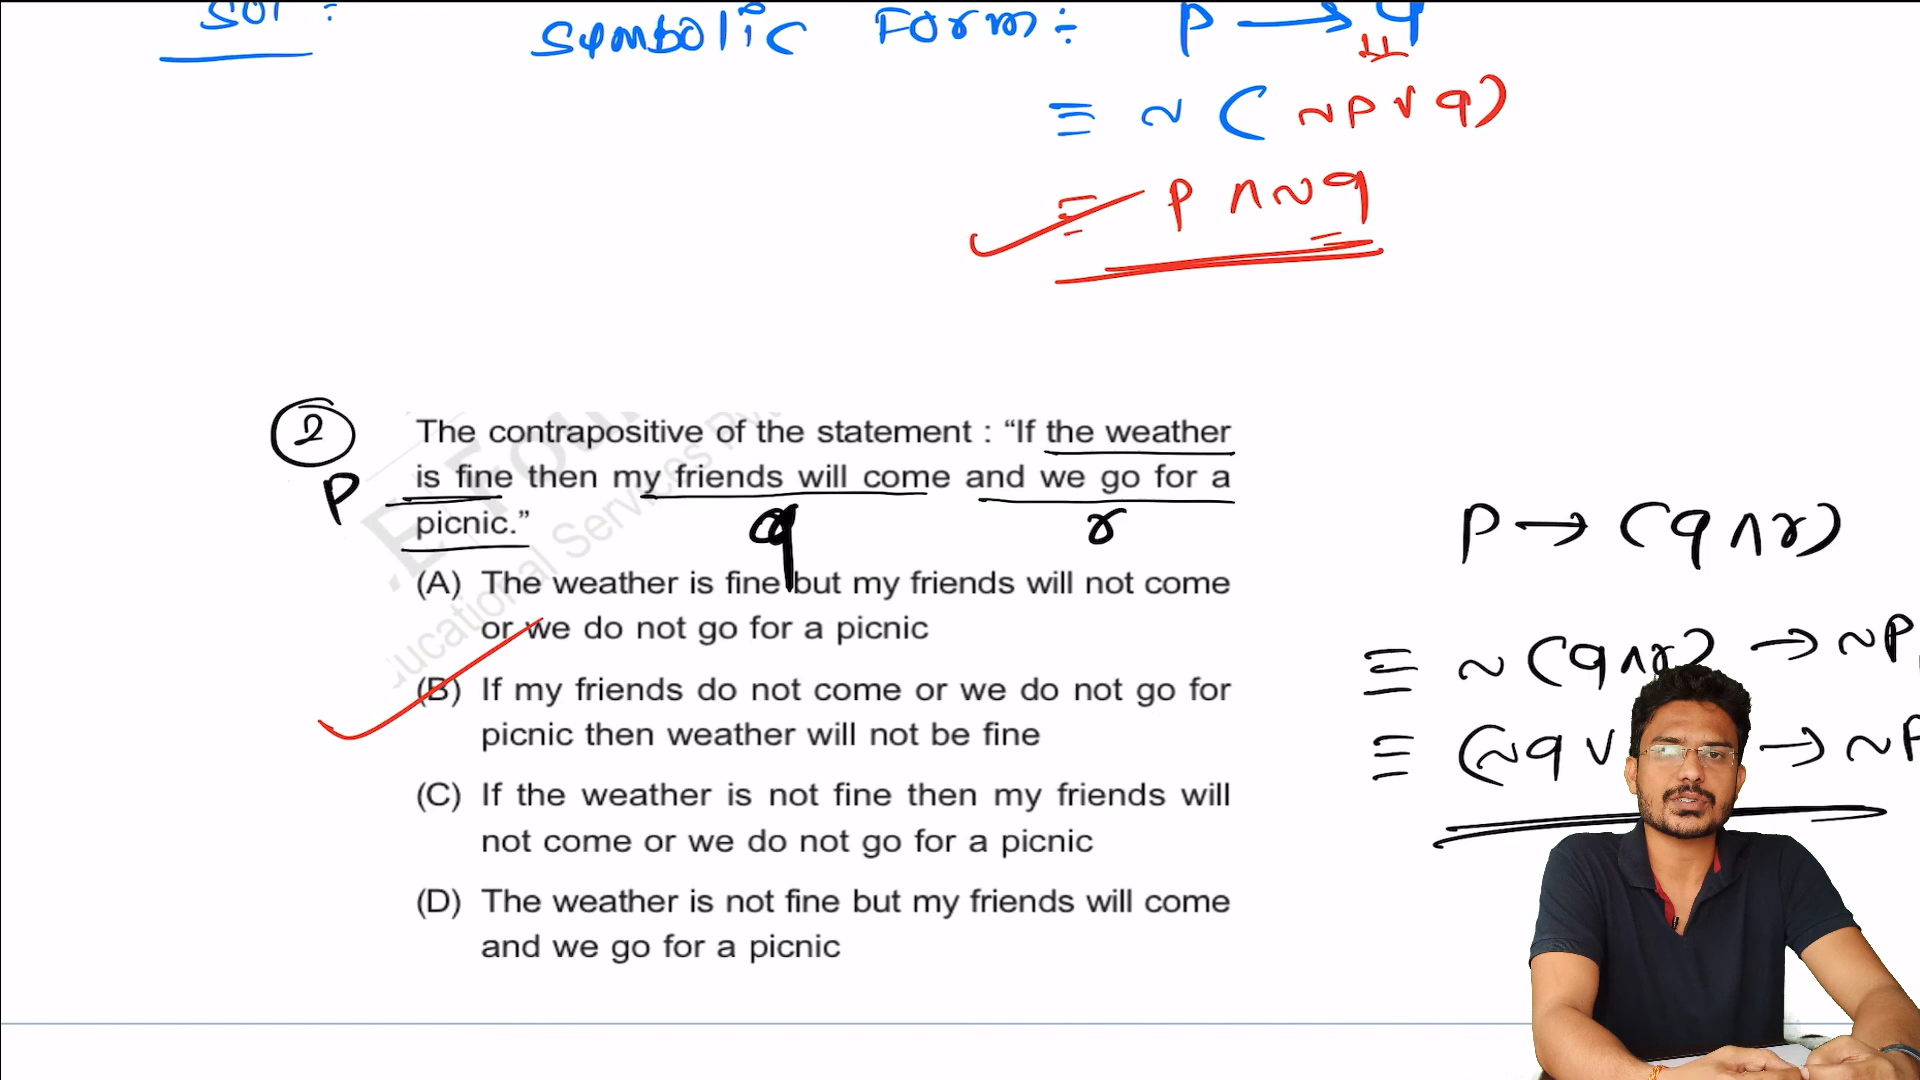 Sol :
Symbolic Form : p → q
≡ ~ ( ~p ∨ q)
≡ p ∧ ~q
2 The contrapositive of the statement : “If the weather
is fine then my friends will come and we go for a
p
picnic.”
q r
p → (q ∧ r)
(A) The weather is fine but my friends will not come
or we do not go for a picnic
≡ ~ (q ∧ r) → ~p
(B) If my friends do not come or we do not go for
picnic then weather will not be fine
≡ (~q ∨ → ~p
(C) If the weather is not fine then my friends will
not come or we do not go for a picnic
(D) The weather is not fine but my friends will come
and we go for a picnic